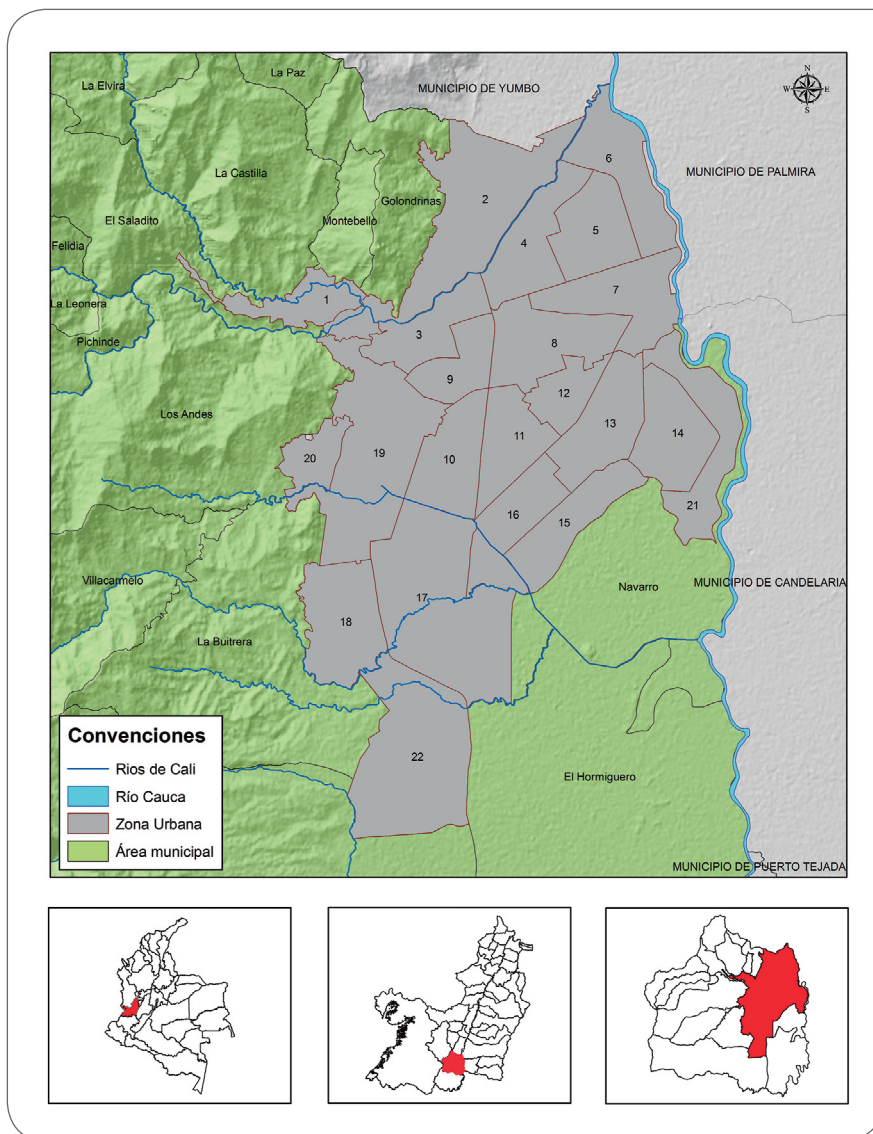 La Paz
La Elvira
MUNICIPIO DE YUMBO
N
W E
S
6
La Castilla
MUNICIPIO DE PALMIRA
Golondrinas
2
El Saladito
Montebello
5
4
Felidia
7
La Leonera
1
3
Pichinde
8
9
12
Los Andes
13
14
11
19
20
10
21
16
15
Villacarmelo
Navarro
MUNICIPIO DE CANDELARIA
17
18
La Buitrera
Convenciones
Rios de Cali
Río Cauca
Zona Urbana
Área municipal
22
El Hormiguero
MUNICIPIO DE PUERTO TEJADA